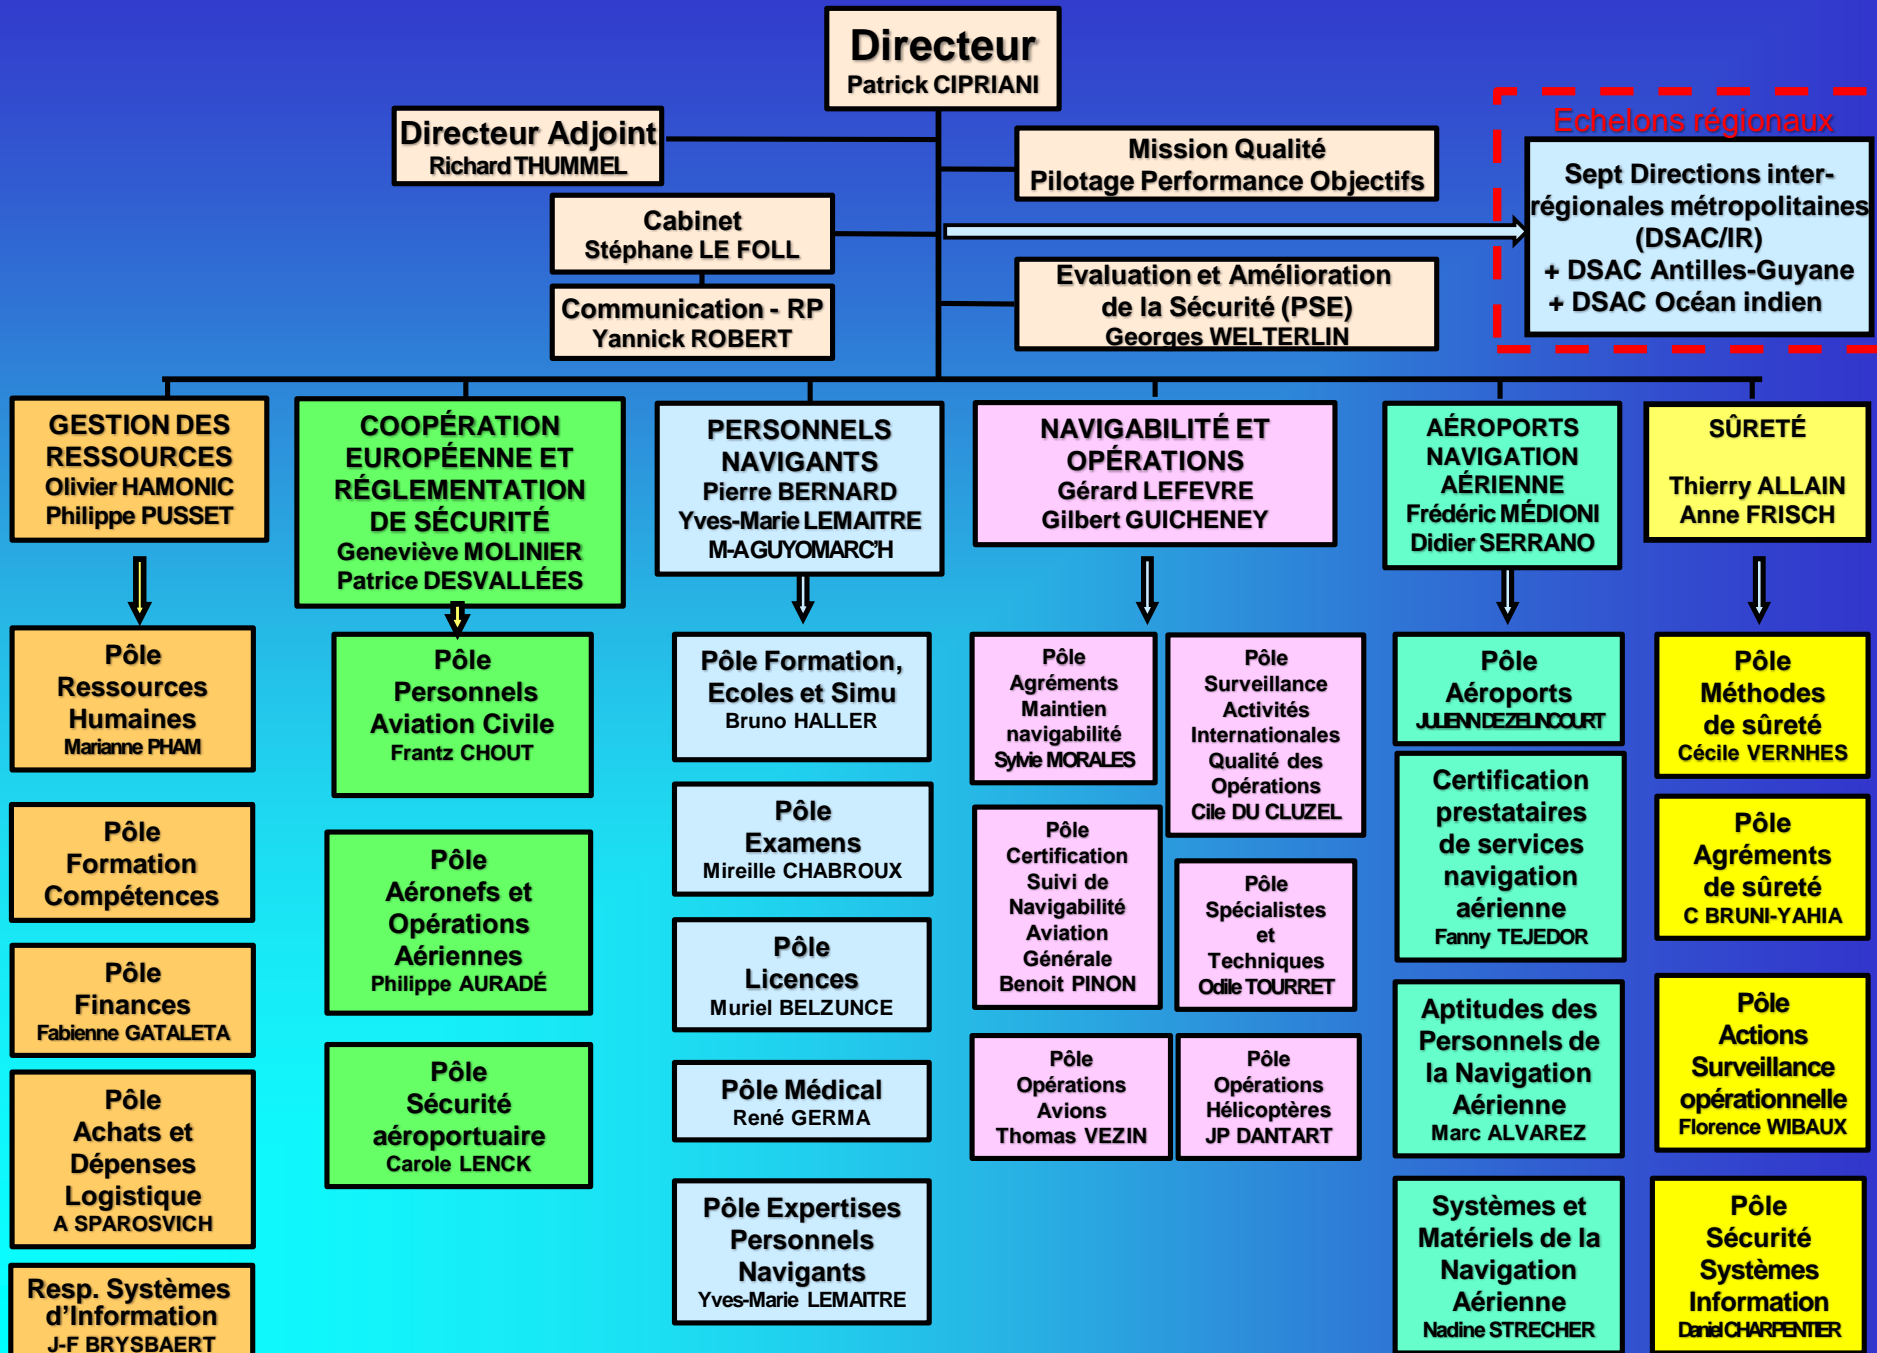 Directeur
Patrick CIPRIANI
Directeur Adjoint
Richard THUMMEL
Mission Qualité
Pilotage Performance Objectifs
Echelons régionaux
Sept Directions inter-
régionales métropolitaines
(DSAC/IR)
+ DSAC Antilles-Guyane
+ DSAC Océan indien
Cabinet
Stéphane LE FOLL
Evaluation et Amélioration
de la Sécurité (PSE)
Georges WELTERLIN
Communication - RP
Yannick ROBERT
GESTION DES
RESSOURCES
Olivier HAMONIC
Philippe PUSSET
Pôle
Ressources
Humaines
Marianne PHAM
Pôle
Formation
Compétences
Pôle
Finances
Fabienne GATALETA
Pôle
Achats et
Dépenses
Logistique
A SPAROSVICH
Resp. Systèmes
d'Information
J-F BRYSBAERT
COOPÉRATION
EUROPÉENNE ET
RÉGLEMENTATION
DE SÉCURITÉ
Geneviève MOLINIER
Patrice DESVALLÉES
Pôle
Personnels
Aviation Civile
Frantz CHOUT
Pôle
Aéronefs et
Opérations
Aériennes
Philippe AURADÉ
Pôle
Sécurité
aéroportuaire
Carole LENCK
PERSONNELS
NAVIGANTS
Pierre BERNARD
Yves-Marie LEMAITRE
M-A GUYOMARC'H
Pôle Formation,
Ecoles et Simu
Bruno HALLER
Pôle
Examens
Mireille CHABROUX
Pôle
Licences
Muriel BELZUNCE
Pôle Médical
René GERMA
Pôle Expertises
Personnels
Navigants
Yves-Marie LEMAITRE
NAVIGABILITÉ ET
OPÉRATIONS
Gérard LEFEVRE
Gilbert GUICHENEY
Pôle
Agréments
Maintien
navigabilité
Sylvie MORALES
Pôle
Surveillance
Activités
Internationales
Qualité des
Opérations
Cile DU CLUZEL
Pôle
Certification
Suivi de
Navigabilité
Aviation
Générale
Benoit PINON
Pôle
Spécialistes
et
Techniques
Odile TOURRET
Pôle
Opérations
Avions
Thomas VEZIN
Pôle
Opérations
Hélicoptères
JP DANTART
AÉROPORTS
NAVIGATION
AÉRIENNE
Frédéric MÉDIONI
Didier SERRANO
Pôle
Aéroports
JULIENN DE ZELINCOURT
Certification
prestataires
de services
navigation
aérienne
Fanny TEJEDOR
Aptitudes des
Personnels de
la Navigation
Aérienne
Marc ALVAREZ
Systèmes et
Matériels de la
Navigation
Aérienne
Nadine STRECHER
SÛRETÉ
Thierry ALLAIN
Anne FRISCH
Pôle
Méthodes
de sûreté
Cécile VERNHES
Pôle
Agréments
de sûreté
C BRUNI-YAHIA
Pôle
Actions
Surveillance
opérationnelle
Florence WIBAUX
Pôle
Sécurité
Systèmes
Information
Daniel CHARPENTIER